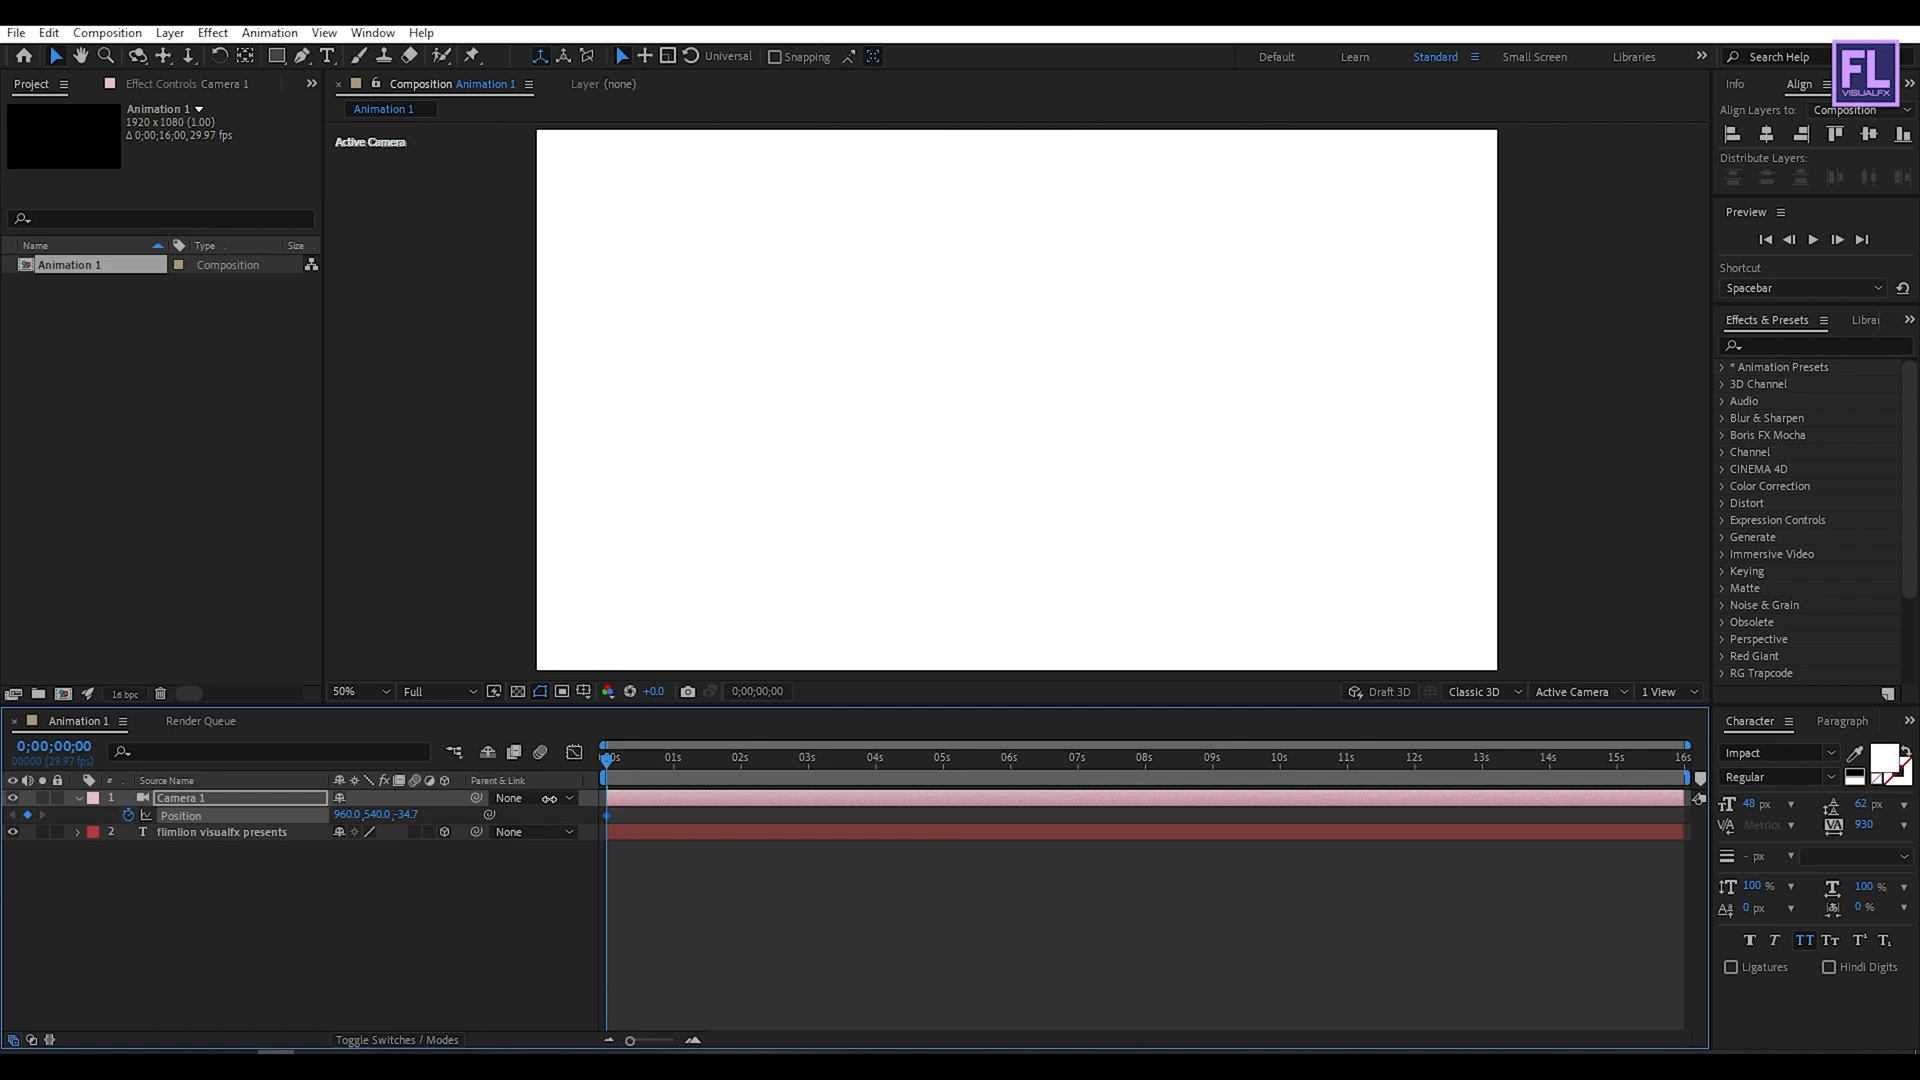 File Edit Composition Layer Effect Animation View Window Help
Universal Snapping Default Learn Standard Small Screen Libraries Search Help
FL
VISUALFX
Project Effect Controls Camera 1
Composition Animation 1 Layer (none)
Info Align
Animation 1
1920 x 1080 (1.00)
Δ 0;00;16;00, 29.97 fps
Animation 1
Align Layers to: Composition
Active Camera
Distribute Layers:
Preview
Name Type Size
Animation 1 Composition
Shortcut
Spacebar
Effects & Presets Librar
* Animation Presets
3D Channel
Audio
Blur & Sharpen
Boris FX Mocha
Channel
CINEMA 4D
Color Correction
Distort
Expression Controls
Generate
Immersive Video
Keying
Matte
Noise & Grain
Obsolete
Perspective
Red Giant
RG Trapcode
16 bpc
50% Full +0.0 0;00;00;00 Draft 3D Classic 3D Active Camera 1 View
Animation 1 Render Queue
0;00;00;00
00000 (29.97 fps)
01s 02s 03s 04s 05s 06s 07s 08s 09s 10s 11s 12s 13s 14s 15s 16s
# Source Name fx Parent & Link
1 Camera 1 None
Position 960.0,540.0,-34.7
2 T flimlion visualfx presents None
Toggle Switches / Modes
Character Paragraph
Impact
Regular
48 px 62 px
Metrics 930
- px
100 % 100 %
0 px 0 %
T T TT Tт T¹ T₁
Ligatures Hindi Digits